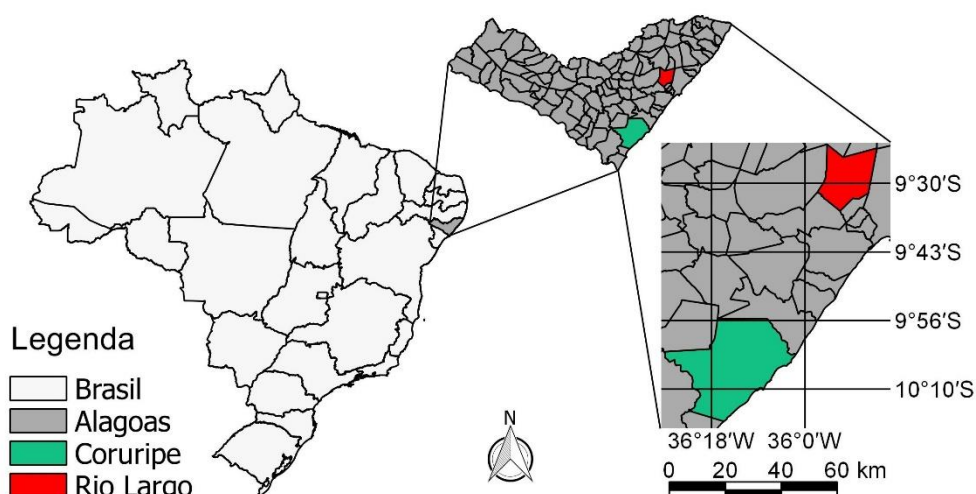 9°30'S
9°43'S
9°56'S
10°10'S
36°18'W 36°0'W
0 20 40 60 km
N
Legenda
Brasil
Alagoas
Coruripe
Rio Largo